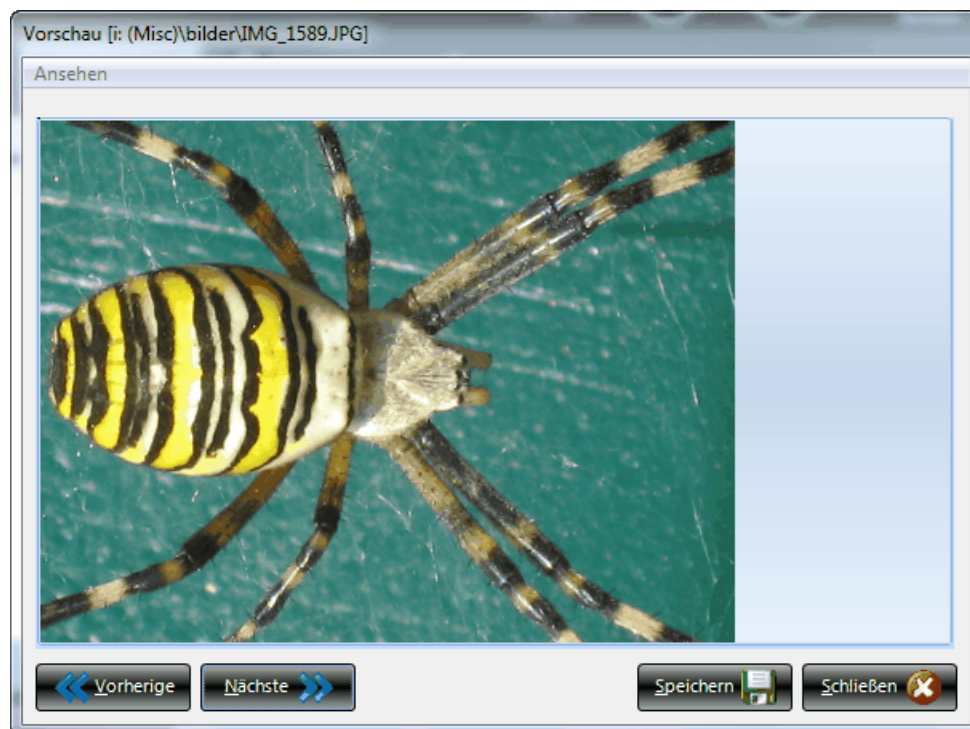 Vorschau [i: (Misc)\bilder\IMG_1589.JPG]
Ansehen
Vorherige Nächste Speichern Schließen